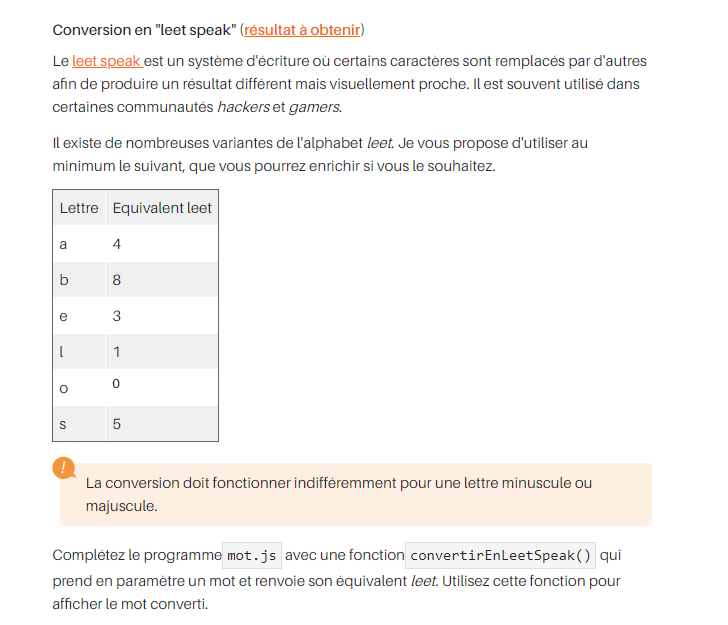 Conversion en "leet speak" (résultat à obtenir)
Le leet speak est un système d'écriture où certains caractères sont remplacés par d'autres
afin de produire un résultat différent mais visuellement proche. Il est souvent utilisé dans
certaines communautés hackers et gamers.
Il existe de nombreuses variantes de l'alphabet leet. Je vous propose d'utiliser au
minimum le suivant, que vous pourrez enrichir si vous le souhaitez.
Lettre Equivalent leet
a 4
b 8
e 3
l 1
o 0
s 5
!
La conversion doit fonctionner indifféremment pour une lettre minuscule ou
majuscule.
Complétez le programme mot.js avec une fonction convertirEnLeetSpeak() qui
prend en paramètre un mot et renvoie son équivalent leet. Utilisez cette fonction pour
afficher le mot converti.